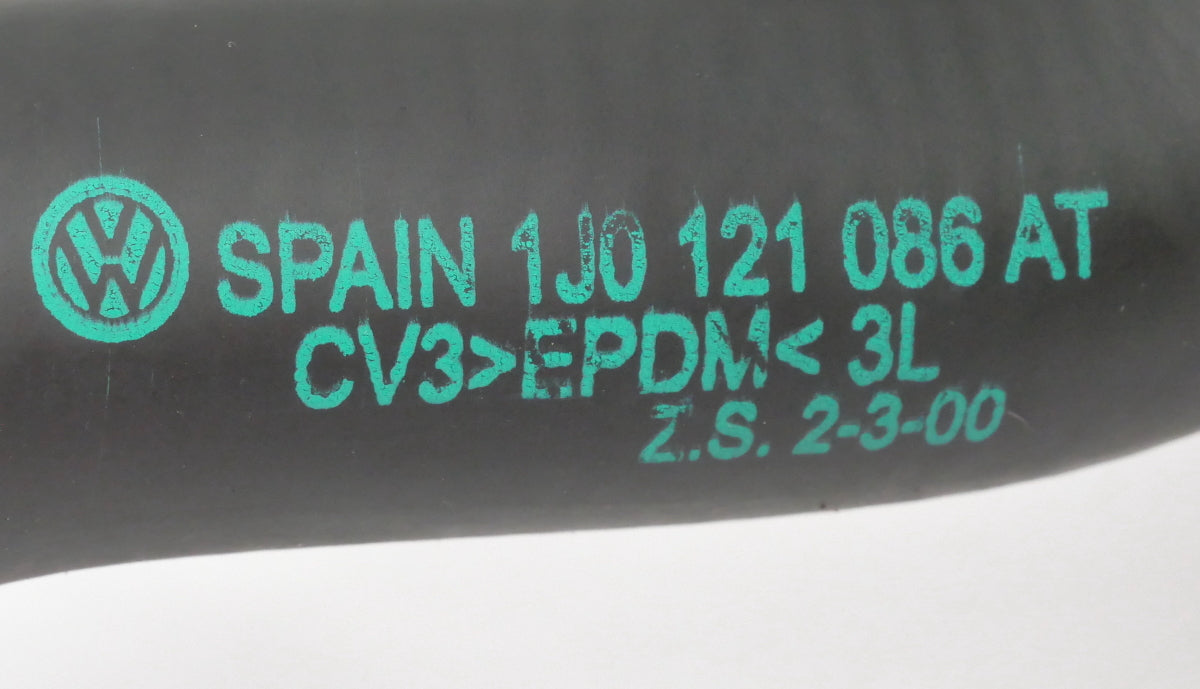 SPAIN 1J0 121 086 AT
CV3>EPDM< 3L
Z.S. 2-3-00